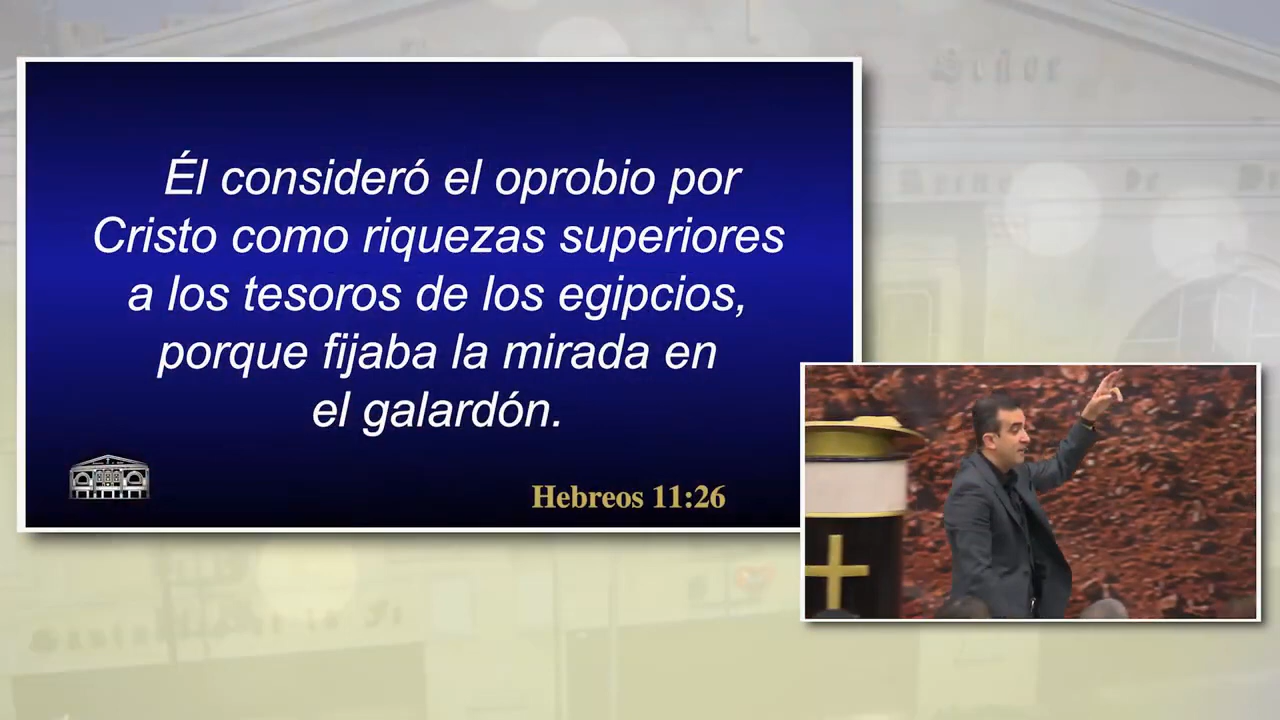 Señor
Él consideró el oprobio por
Cristo como riquezas superiores
a los tesoros de los egipcios,
porque fijaba la mirada en
el galardón.
Hebreos 11:26